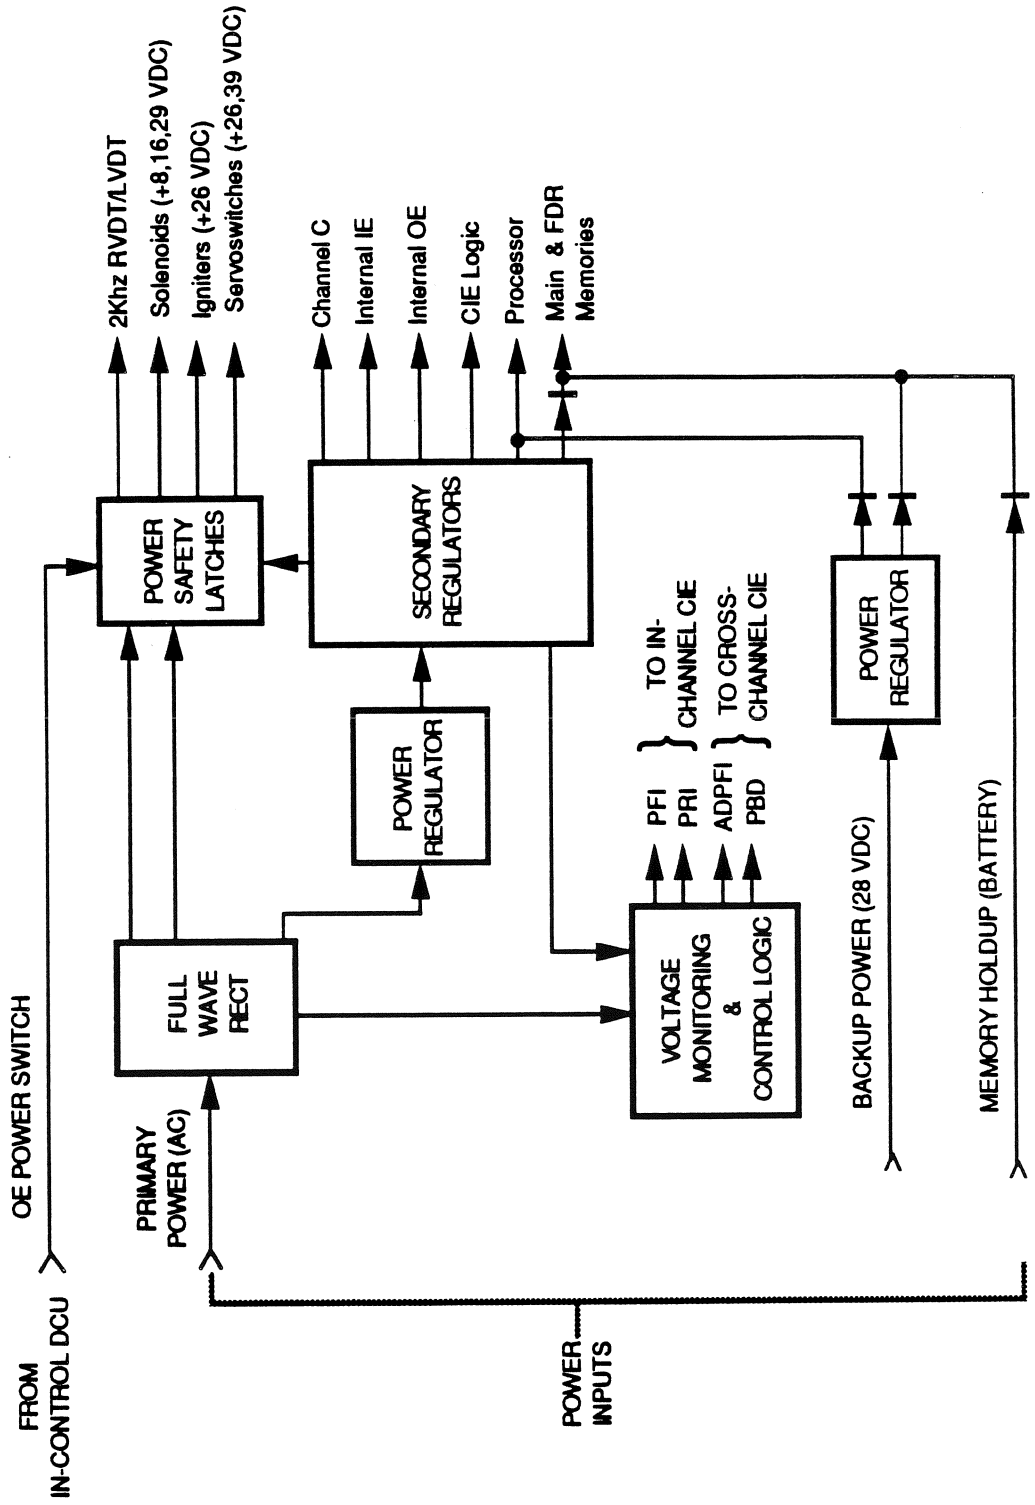 FROM
IN-CONTROL DCU
OE POWER SWITCH
POWER
SAFETY
LATCHES
2Khz RVDT/LVDT
Solenoids (+8,16,29 VDC)
Igniters (+26 VDC)
Servoswitches (+26,39 VDC)
PRIMARY
POWER (AC)
FULL
WAVE
RECT
POWER
REGULATOR
SECONDARY
REGULATORS
Channel C
Internal IE
Internal OE
CIE Logic
Processor
Main & FDR
Memories
POWER
INPUTS
VOLTAGE
MONITORING
&
CONTROL LOGIC
PFI
PRI
ADPFI
PBD
TO IN-
CHANNEL CIE
TO CROSS-
CHANNEL CIE
BACKUP POWER (28 VDC)
POWER
REGULATOR
MEMORY HOLDUP (BATTERY)